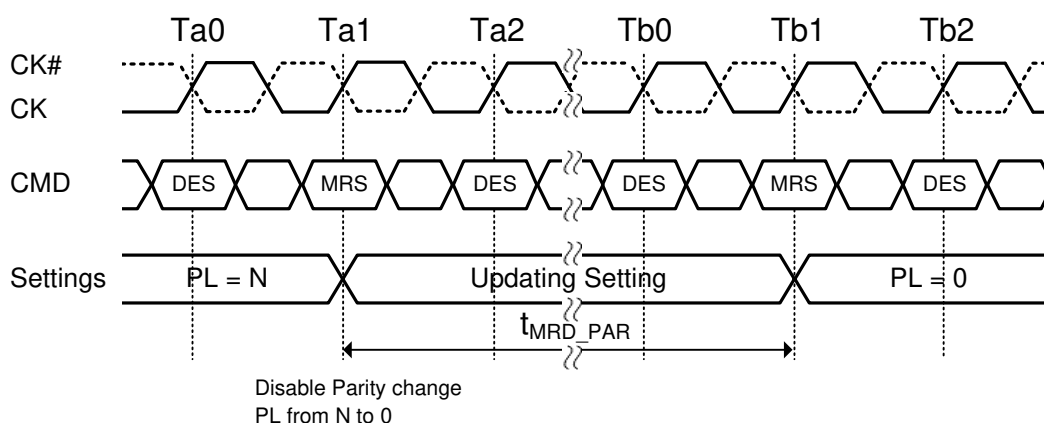 Ta0 Ta1 Ta2 Tb0 Tb1 Tb2
CK#
CK
CMD DES MRS DES DES MRS DES
Settings PL = N Updating Setting PL = 0
tMRD_PAR
Disable Parity change
PL from N to 0